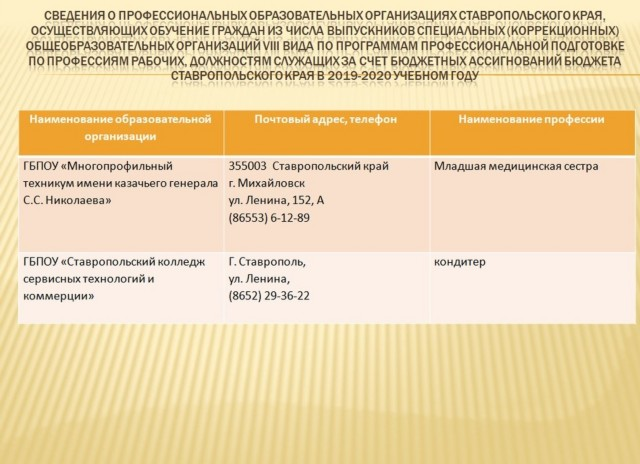 СВЕДЕНИЯ О ПРОФЕССИОНАЛЬНЫХ ОБРАЗОВАТЕЛЬНЫХ ОРГАНИЗАЦИЯХ СТАВРОПОЛЬСКОГО КРАЯ,
ОСУЩЕСТВЛЯЮЩИХ ОБУЧЕНИЕ ГРАЖДАН ИЗ ЧИСЛА ВЫПУСКНИКОВ СПЕЦИАЛЬНЫХ (КОРРЕКЦИОННЫХ)
ОБЩЕОБРАЗОВАТЕЛЬНЫХ ОРГАНИЗАЦИЙ VIII ВИДА ПО ПРОГРАММАМ ПРОФЕССИОНАЛЬНОЙ ПОДГОТОВКЕ
ПО ПРОФЕССИЯМ РАБОЧИХ, ДОЛЖНОСТЯМ СЛУЖАЩИХ ЗА СЧЕТ БЮДЖЕТНЫХ АССИГНОВАНИЙ БЮДЖЕТА
СТАВРОПОЛЬСКОГО КРАЯ В 2019-2020 УЧЕБНОМ ГОДУ
Наименование образовательной
организации
Почтовый адрес, телефон
Наименование профессии
ГБПОУ «Многопрофильный
техникум имени казачьего генерала
С.С. Николаева»
355003 Ставропольский край
г. Михайловск
ул. Ленина, 152, А
(86553) 6-12-89
Младшая медицинская сестра
ГБПОУ «Ставропольский колледж
сервисных технологий и
коммерции»
Г. Ставрополь,
ул. Ленина,
(8652) 29-36-22
кондитер